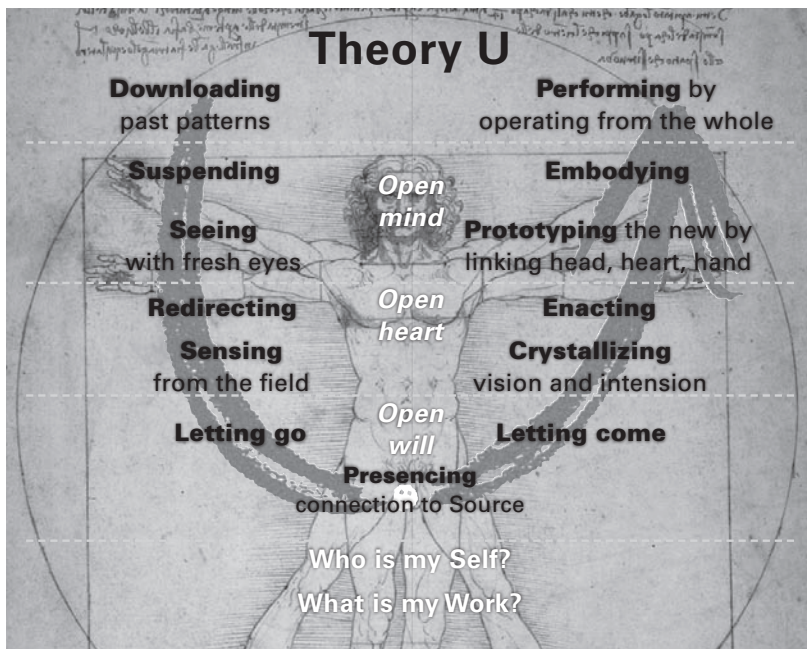 Theory U
Downloading
past patterns
Performing by
operating from the whole
Suspending
Open
mind
Embodying
Seeing
with fresh eyes
Prototyping the new by
linking head, heart, hand
Redirecting
Open
heart
Enacting
Sensing
from the field
Crystallizing
vision and intension
Letting go
Open
will
Letting come
Presencing
connection to Source
Who is my Self?
What is my Work?